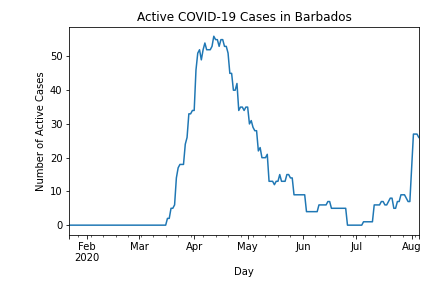 Active COVID-19 Cases in Barbados
Number of Active Cases
50
40
30
20
10
0
Feb Mar Apr May Jun Jul Aug
2020
Day